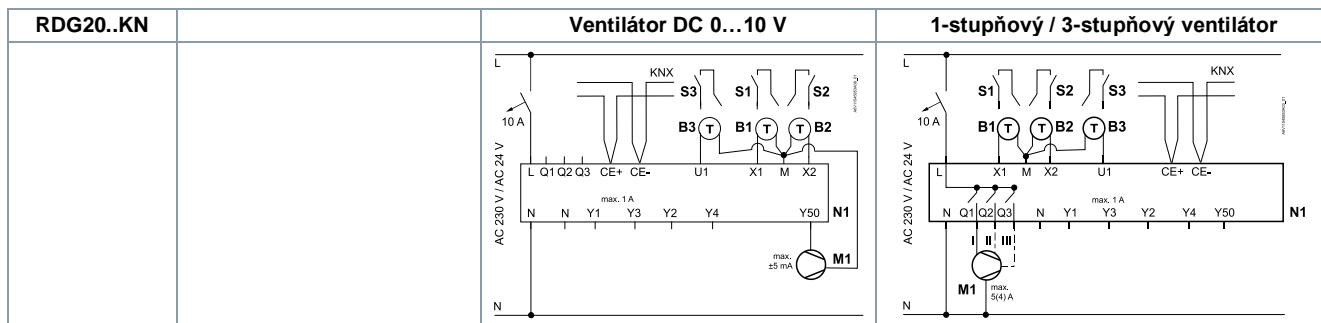 RDG20..KN
Ventilátor DC 0…10 V
1-stupňový / 3-stupňový ventilátor
L
KNX
S3 S1 S2
10 A
B3 T B1 T T B2
AC 230 V / AC 24 V
L Q1 Q2 Q3 CE+ CE- U1 X1 M X2
max. 1 A
N N Y1 Y3 Y2 Y4 Y50
N1
max.
±5 mA
M1
N
L
KNX
S1 S2 S3
10 A
B1 T T B2 T B3
AC 230 V / AC 24 V
L X1 M X2 U1 CE+ CE-
max. 1 A
N Q1 Q2 Q3 N Y1 Y3 Y2 Y4 Y50
N1
I II III
M1
max.
5(4) A
N